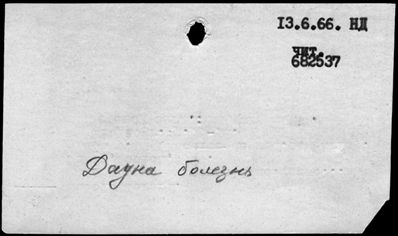 13.6.66. НД
чит.
682537
Дауна болезнь